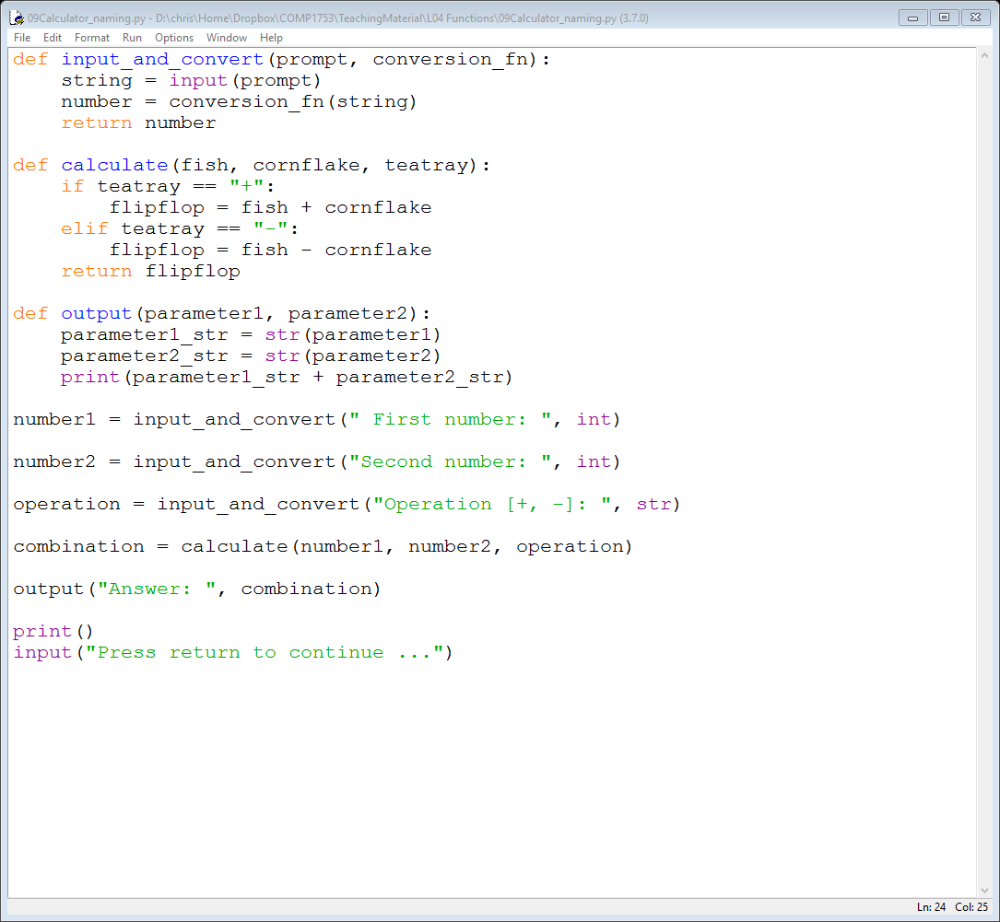 09Calculator_naming.py - D:\chris\Home\Dropbox\COMP1753\TeachingMaterial\L04 Functions\09Calculator_naming.py (3.7.0)
File Edit Format Run Options Window Help
def input_and_convert(prompt, conversion_fn):
    string = input(prompt)
    number = conversion_fn(string)
    return number

def calculate(fish, cornflake, teatray):
    if teatray == "+":
        flipflop = fish + cornflake
    elif teatray == "-":
        flipflop = fish - cornflake
    return flipflop

def output(parameter1, parameter2):
    parameter1_str = str(parameter1)
    parameter2_str = str(parameter2)
    print(parameter1_str + parameter2_str)

number1 = input_and_convert(" First number: ", int)

number2 = input_and_convert("Second number: ", int)

operation = input_and_convert("Operation [+, -]: ", str)

combination = calculate(number1, number2, operation)

output("Answer: ", combination)

print()
input("Press return to continue ...")
Ln: 24 Col: 25